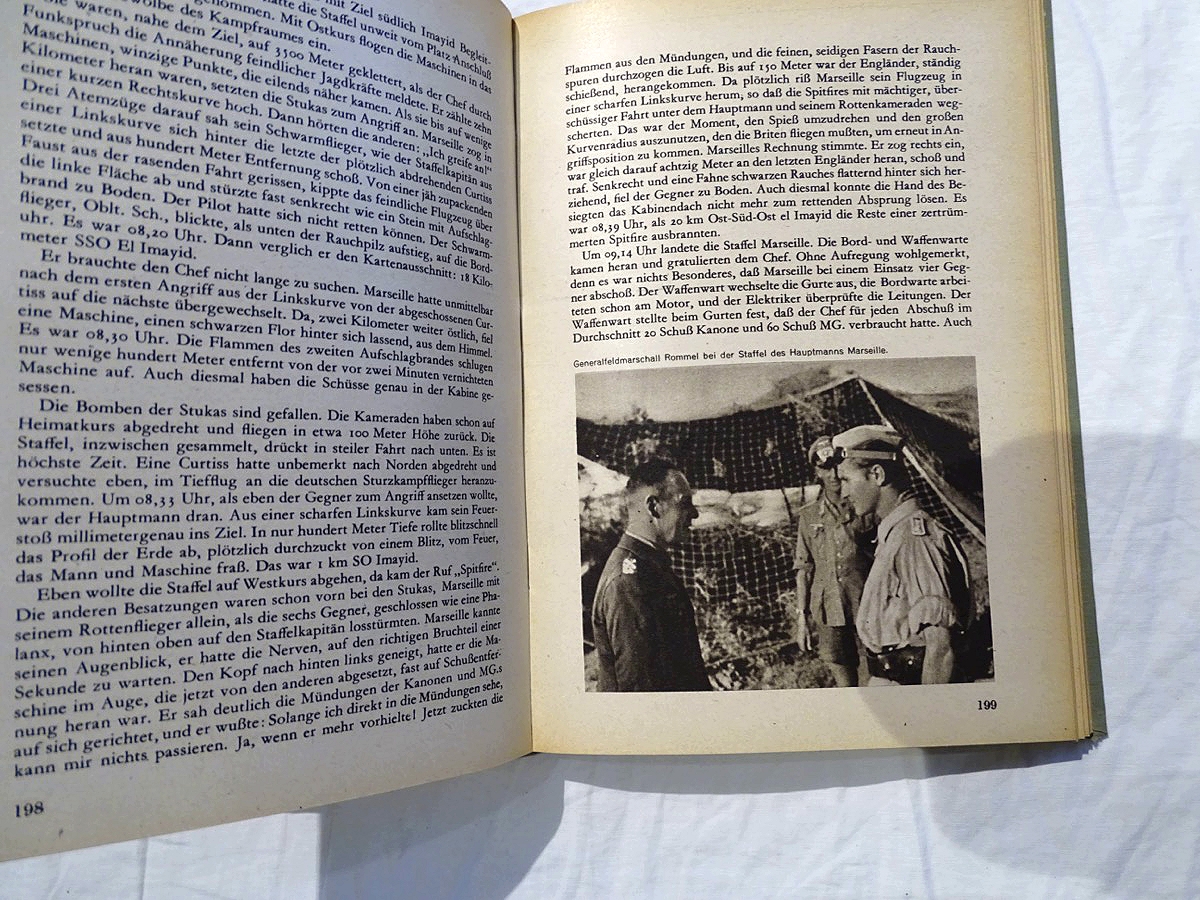 mit Ziel südlich Imayid Begleit-
hatte die Staffel unweit vom Platz Anschluß
genommen. Mit Ostkurs flogen die Maschinen in das
wölbe des Kampfraumes ein.
waren, nahe dem Ziel, auf 3500 Meter geklettert, als der Chef durch
Funkspruch die Annäherung feindlicher Jagdkräfte meldete. Er zählte zehn
Maschinen, winzige Punkte, die eilends näher kamen. Als sie bis auf wenige
Kilometer heran waren, setzten die Stukas zum Angriff an. Marseille zog in
einer kurzen Rechtskurve hoch. Dann hörten die anderen: „Ich greife an!“
Drei Atemzüge darauf sah sein Schwarmflieger, wie der Staffelkapitän aus
einer Linkskurve sich hinter die letzte der plötzlich abdrehenden Curtiss
setzte und aus hundert Meter Entfernung schoß. Von einer jäh zupackenden
Faust aus der rasenden Fahrt gerissen, kippte das feindliche Flugzeug über
die linke Fläche ab und stürzte fast senkrecht wie ein Stein mit Aufschlag-
brand zu Boden. Der Pilot hatte sich nicht retten können. Der Schwarm-
flieger, Oblt. Sch., blickte, als unten der Rauchpilz aufstieg, auf die Bord-
uhr. Es war 08,20 Uhr. Dann verglich er den Kartenausschnitt: 18 Kilo-
meter SSO El Imayid.
Er brauchte den Chef nicht lange zu suchen. Marseille hatte unmittelbar
nach dem ersten Angriff aus der Linkskurve von der abgeschossenen Cur-
tiss auf die nächste übergewechselt. Da, zwei Kilometer weiter östlich, fiel
eine Maschine, einen schwarzen Flor hinter sich lassend, aus dem Himmel.
Es war 08,30 Uhr. Die Flammen des zweiten Aufschlagbrandes schlugen
nur wenige hundert Meter entfernt von der vor zwei Minuten vernichteten
Maschine auf. Auch diesmal haben die Schüsse genau in der Kabine ge-
sessen.
Die Bomben der Stukas sind gefallen. Die Kameraden haben schon auf
Heimatkurs abgedreht und fliegen in etwa 100 Meter Höhe zurück. Die
Staffel, inzwischen gesammelt, drückt in steiler Fahrt nach unten. Es ist
höchste Zeit. Eine Curtiss hatte unbemerkt nach Norden abgedreht und
versuchte eben, im Tiefflug an die deutschen Sturzkampfflieger heranzu-
kommen. Um 08,33 Uhr, als eben der Gegner zum Angriff ansetzen wollte,
war der Hauptmann dran. Aus einer scharfen Linkskurve kam sein Feuer-
stoß millimetergenau ins Ziel. In nur hundert Meter Tiefe rollte blitzschnell
das Profil der Erde ab, plötzlich durchzuckt von einem Blitz, vom Feuer,
das Mann und Maschine fraß. Das war 1 km SO Imayid.
Eben wollte die Staffel auf Westkurs abgehen, da kam der Ruf „Spitfire“.
Die anderen Besatzungen waren schon vorn bei den Stukas, Marseille mit
seinem Rottenflieger allein, als die sechs Gegner, geschlossen wie eine Pha-
lanx, von hinten oben auf den Staffelkapitän losstürmten. Marseille kannte
seinen Augenblick, er hatte die Nerven, auf den richtigen Bruchteil einer
Sekunde zu warten. Den Kopf nach hinten links geneigt, hatte er die Ma-
schine im Auge, die jetzt von den anderen abgesetzt, fast auf Schußentfer-
nung heran war. Er sah deutlich die Mündungen der Kanonen und MG.s
auf sich gerichtet, und er wußte: Solange ich direkt in die Mündungen sehe,
kann mir nichts passieren. Ja, wenn er mehr vorhielte! Jetzt zuckten die
198
Flammen aus den Mündungen, und die feinen, seidigen Fasern der Rauch-
spuren durchzogen die Luft. Bis auf 150 Meter war der Engländer, ständig
schießend, herangekommen. Da plötzlich riß Marseille sein Flugzeug in
einer scharfen Linkskurve herum, so daß die Spitfires mit mächtiger, über-
schüssiger Fahrt unter dem Hauptmann und seinem Rottenkameraden weg-
scherten. Das war der Moment, den Spieß umzudrehen und den großen
Kurvenradius auszunutzen, den die Briten fliegen mußten, um erneut in An-
griffsposition zu kommen. Marseilles Rechnung stimmte. Er zog rechts ein,
war gleich darauf achtzig Meter an den letzten Engländer heran, schoß und
traf. Senkrecht und eine Fahne schwarzen Rauches flatternd hinter sich her-
ziehend, fiel der Gegner zu Boden. Auch diesmal konnte die Hand des Be-
siegten das Kabinendach nicht mehr zum rettenden Absprung lösen. Es
war 08,39 Uhr, als 20 km Ost-Süd-Ost el Imayid die Reste einer zertrüm-
merten Spitfire ausbrannten.
Um 09,14 Uhr landete die Staffel Marseille. Die Bord- und Waffenwarte
kamen heran und gratulierten dem Chef. Ohne Aufregung wohlgemerkt,
denn es war nichts Besonderes, daß Marseille bei einem Einsatz vier Geg-
ner abschoß. Der Waffenwart wechselte die Gurte aus, die Bordwarte arbei-
teten schon am Motor, und der Elektriker überprüfte die Leitungen. Der
Waffenwart stellte beim Gurten fest, daß der Chef für jeden Abschuß im
Durchschnitt 20 Schuß Kanone und 60 Schuß MG. verbraucht hatte. Auch
Generalfeldmarschall Rommel bei der Staffel des Hauptmanns Marseille.
199